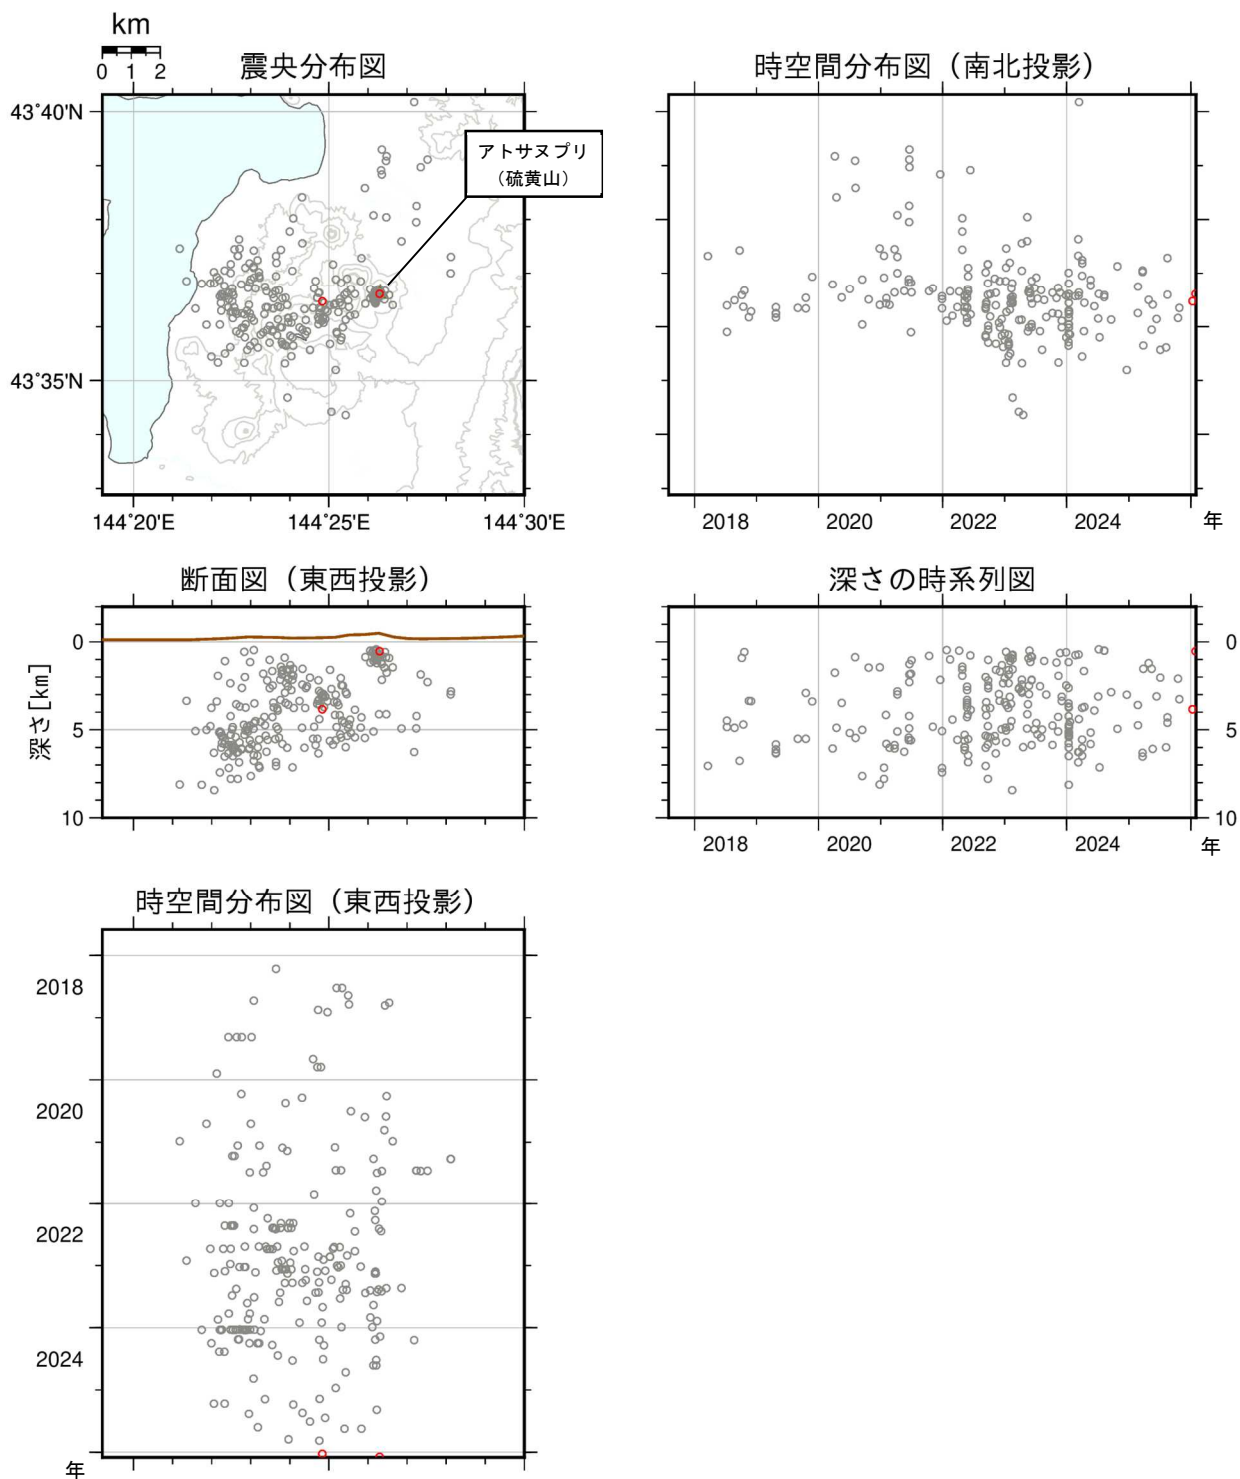 km
0 1 2
震央分布図
43°40'N
43°35'N
144°20'E 144°25'E 144°30'E
アトサヌプリ
（硫黄山）
時空間分布図（南北投影）
2018 2020 2022 2024 年
断面図（東西投影）
深さ[km]
0
5
10
深さの時系列図
0
5
10
2018 2020 2022 2024 年
時空間分布図（東西投影）
2018
2020
2022
2024
年